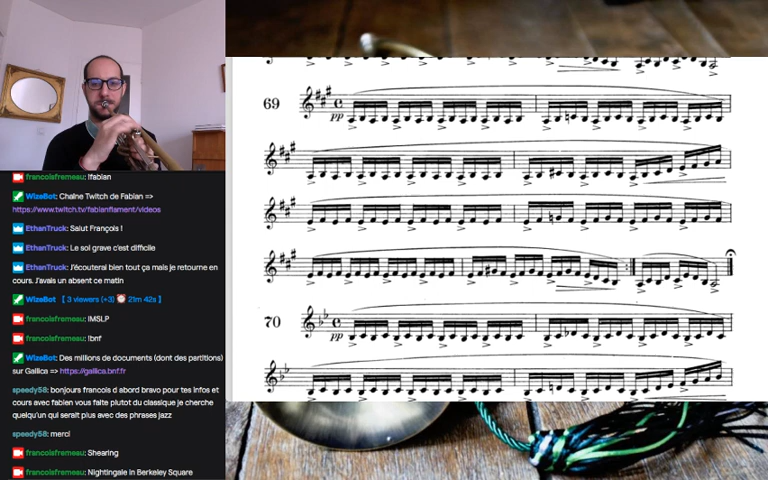 francoisfremeau: !fabian
WizeBot: Chaîne Twitch de Fabian =>
https://www.twitch.tv/fabianflament/videos
EthanTruck: Salut François !
EthanTruck: Le sol grave c'est difficile
EthanTruck: J'écouterai bien tout ça mais je retourne en
cours. J'avais un absent ce matin
WizeBot 【 3 viewers (+3) ⏰ 21m 42s 】
francoisfremeau: IMSLP
francoisfremeau: !bnf
WizeBot: Des millions de documents (dont des partitions)
sur Gallica => https://gallica.bnf.fr
speedy58: bonjours francois d abord bravo pour tes infos et
cours avec fabien vous faite plutot du classique je cherche
quelqu'un qui serait plus avec des phrases jazz
speedy58: merci
francoisfremeau: Shearing
francoisfremeau: Nightingale in Berkeley Square
69
pp
70
pp